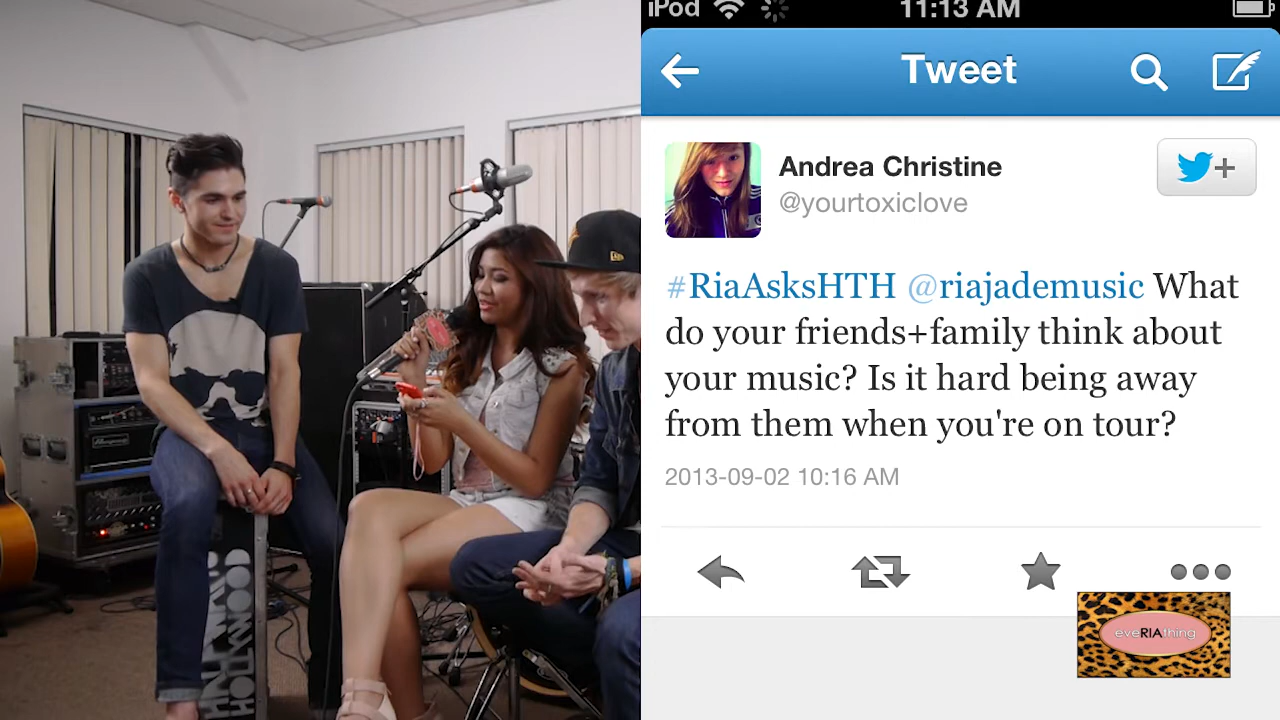 iPod
11:13 AM
Tweet
Andrea Christine
@yourtoxiclove
#RiaAsksHTH @riajademusic What
do your friends+family think about
your music? Is it hard being away
from them when you're on tour?
2013-09-02 10:16 AM
eveRIAthing
Ampeg
HOLLYWOOD